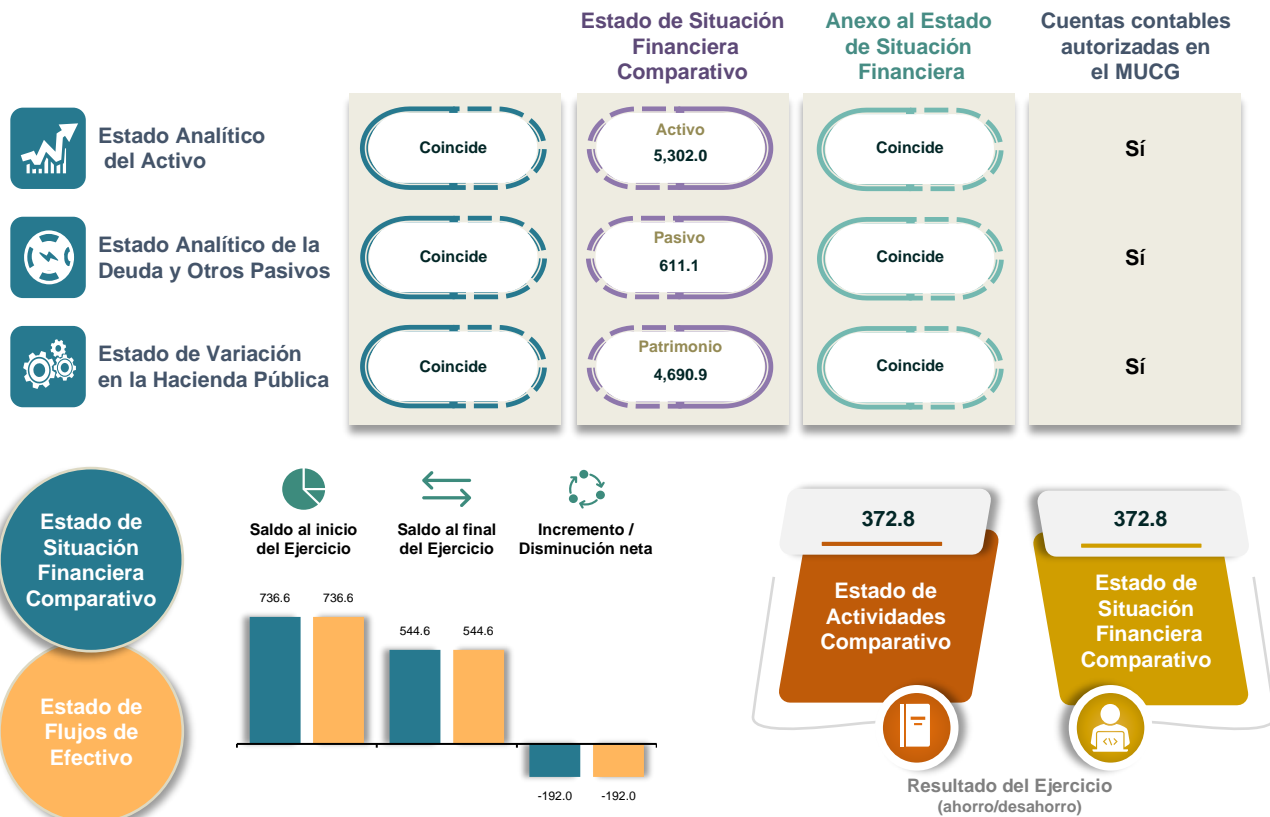 Estado de Situación
Financiera
Comparativo
Anexo al Estado
de Situación
Financiera
Cuentas contables
autorizadas en
el MUCG
Estado Analítico
del Activo
Coincide
Activo
5,302.0
Coincide
Sí
Estado Analítico de la
Deuda y Otros Pasivos
Coincide
Pasivo
611.1
Coincide
Sí
Estado de Variación
en la Hacienda Pública
Coincide
Patrimonio
4,690.9
Coincide
Sí
Estado de
Situación
Financiera
Comparativo
Estado de
Flujos de
Efectivo
Saldo al inicio
del Ejercicio
Saldo al final
del Ejercicio
Incremento /
Disminución neta
736.6 736.6
544.6 544.6
-192.0 -192.0
372.8
Estado de
Actividades
Comparativo
372.8
Estado de
Situación
Financiera
Comparativo
Resultado del Ejercicio
(ahorro/desahorro)